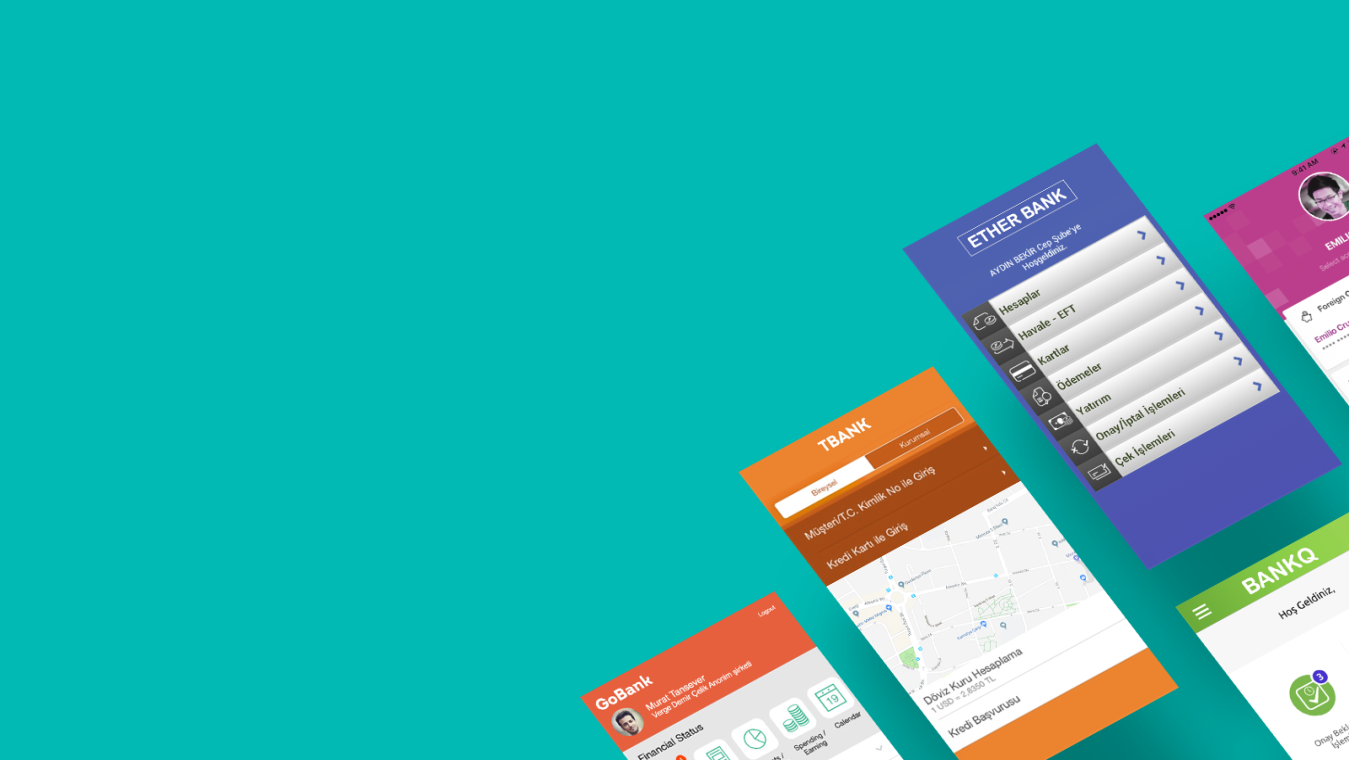 ETHER BANK
AYDIN BEKİR Cep Şube'ye
Hoşgeldiniz.
Hesaplar
Havale - EFT
Kartlar
Ödemeler
Yatırım
Onay/İptal İşlemleri
Çek İşlemleri
9:41 AM
EMILI
Foreign C
Emilio Cru
TBANK
Bireysel
Kurumsal
Müşteri/T.C. Kimlik No ile Giriş
Kredi Kartı ile Giriş
Döviz Kuru Hesaplama
1 USD = 2,8350 TL
Kredi Başvurusu
BANKQ
Hoş Geldiniz,
3
Onay Bekl
İşlem
Logout
GoBank
Murat Tansever
Verge Demir Çelik Anonim şirketi
Financial Status
Spending /
Earning
19
Calendar